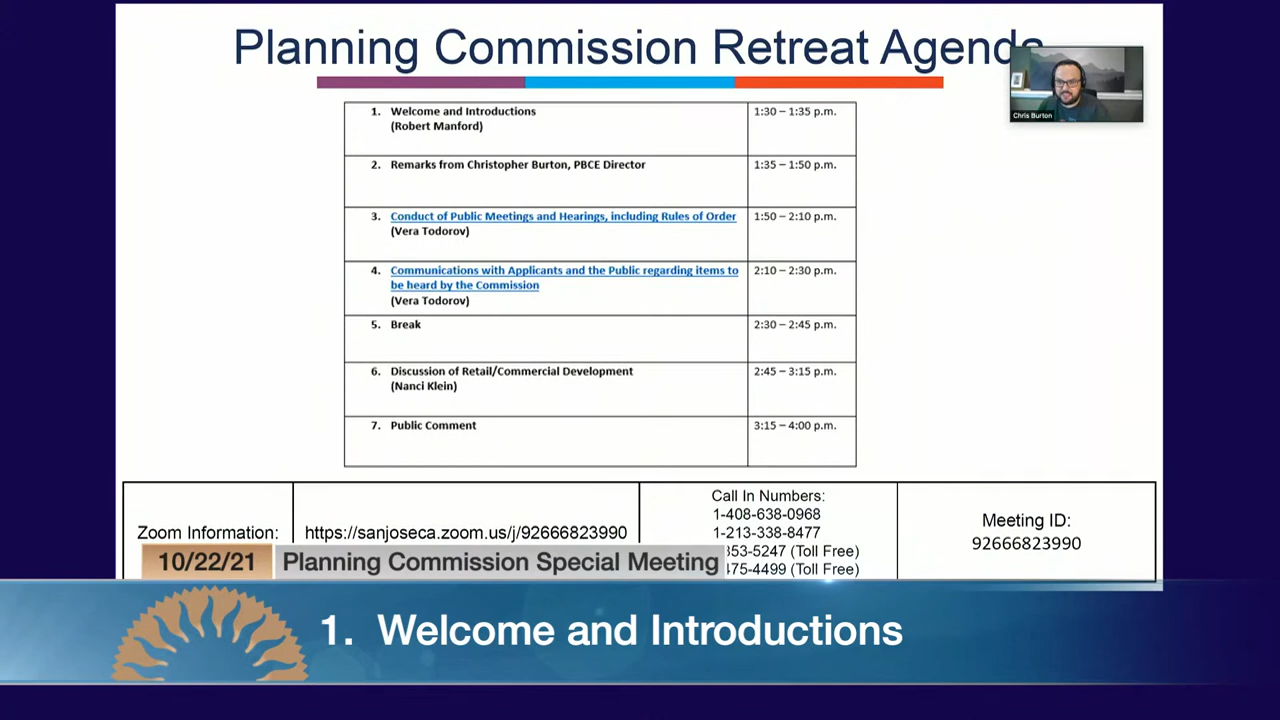 Planning Commission Retreat Agenda
Chris Burton
1. Welcome and Introductions
(Robert Manford)
1:30 – 1:35 p.m.
2. Remarks from Christopher Burton, PBCE Director
1:35 – 1:50 p.m.
3. Conduct of Public Meetings and Hearings, including Rules of Order
(Vera Todorov)
1:50 – 2:10 p.m.
4. Communications with Applicants and the Public regarding items to
be heard by the Commission
(Vera Todorov)
2:10 – 2:30 p.m.
5. Break
2:30 – 2:45 p.m.
6. Discussion of Retail/Commercial Development
(Nanci Klein)
2:45 – 3:15 p.m.
7. Public Comment
3:15 – 4:00 p.m.
Zoom Information:
https://sanjoseca.zoom.us/j/92666823990
Call In Numbers:
1-408-638-0968
1-213-338-8477
353-5247 (Toll Free)
475-4499 (Toll Free)
Meeting ID:
92666823990
10/22/21 Planning Commission Special Meeting
1. Welcome and Introductions